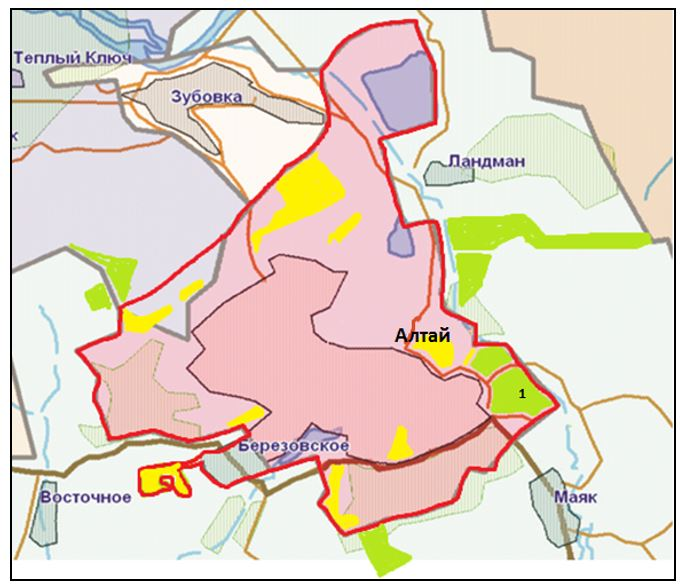 Теплый Ключ
Зубовка
к
Ландман
Алтай
1
Березовское
Восточное
Маяк